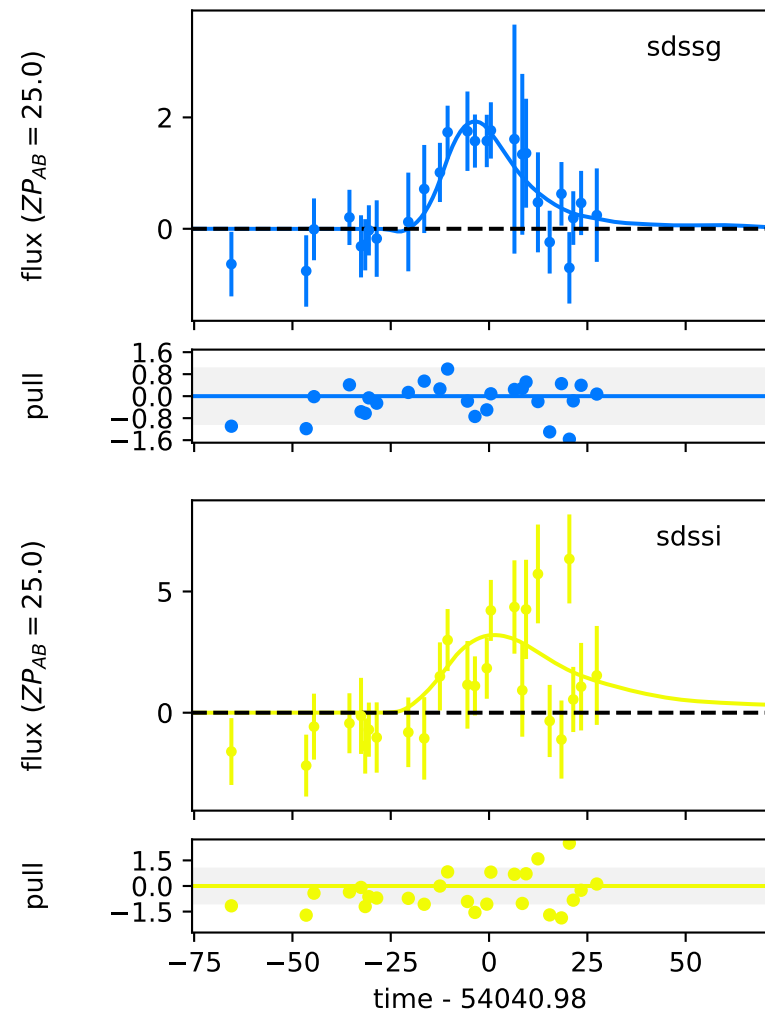 sdssg
flux (ZP_AB = 25.0)
2
0
pull
1.6
0.8
0.0
−0.8
−1.6
sdssi
flux (ZP_AB = 25.0)
5
0
pull
1.5
0.0
−1.5
−75 −50 −25 0 25 50
time - 54040.98